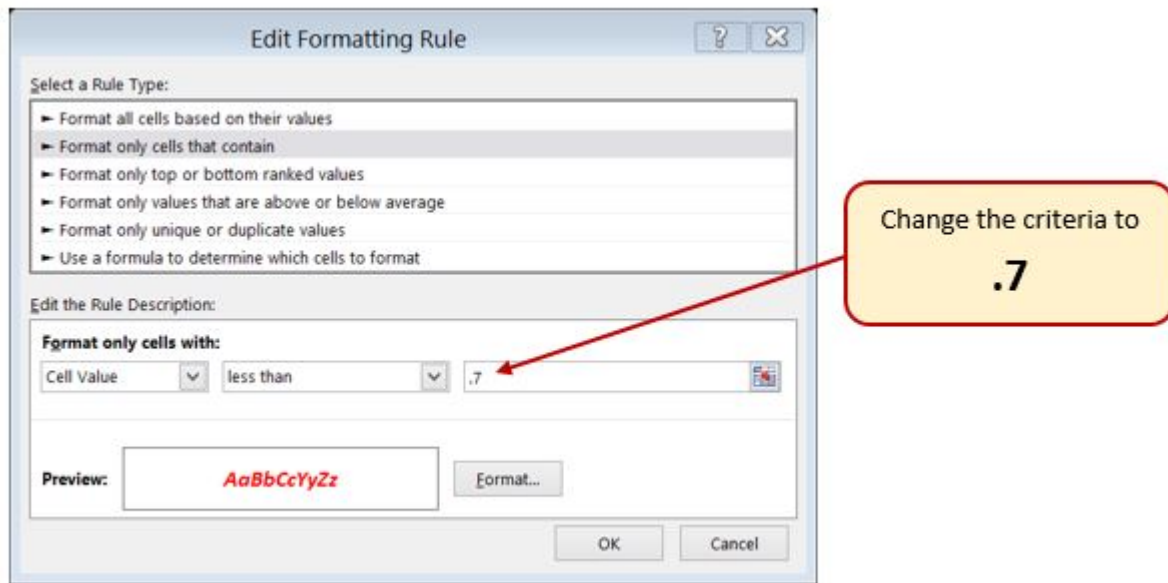 Edit Formatting Rule
?
Select a Rule Type:
► Format all cells based on their values
► Format only cells that contain
► Format only top or bottom ranked values
► Format only values that are above or below average
► Format only unique or duplicate values
► Use a formula to determine which cells to format
Edit the Rule Description:
Format only cells with:
Cell Value less than .7
Preview: AaBbCcYyZz Format...
OK Cancel
Change the criteria to
.7